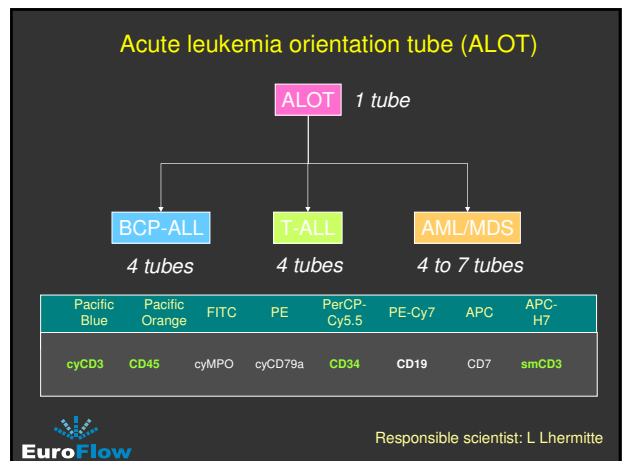 Acute leukemia orientation tube (ALOT)
ALOT 1 tube
BCP-ALL T-ALL AML/MDS
4 tubes 4 tubes 4 to 7 tubes
Pacific Blue Pacific Orange FITC PE PerCP-Cy5.5 PE-Cy7 APC APC-H7
cyCD3 CD45 cyMPO cyCD79a CD34 CD19 CD7 smCD3
Responsible scientist: L Lhermitte
EuroFlow